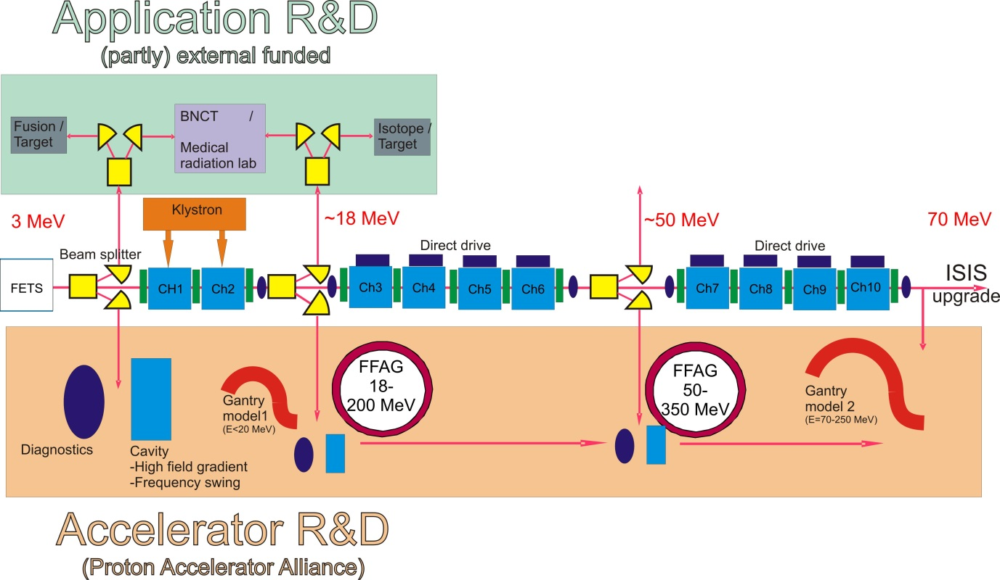 Application R&D
(partly) external funded
Fusion /
Target
BNCT /
Medical
radiation lab
Isotope /
Target
3 MeV
Klystron
~18 MeV
~50 MeV
70 MeV
Beam splitter
Direct drive
Direct drive
FETS
CH1
Ch2
Ch3
Ch4
Ch5
Ch6
Ch7
Ch8
Ch9
Ch10
ISIS
upgrade
Diagnostics
Cavity
-High field gradient
-Frequency swing
Gantry
model1
(E<20 MeV)
FFAG
18-
200 MeV
FFAG
50-
350 MeV
Gantry
model 2
(E=70-250 MeV)
Accelerator R&D
(Proton Accelerator Alliance)